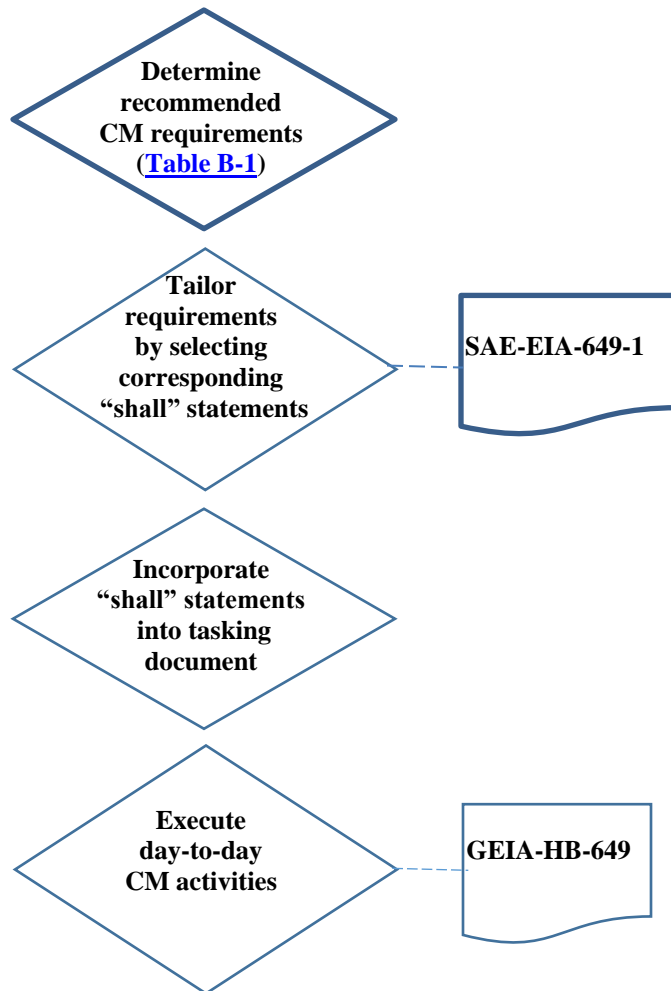 Determine
recommended
CM requirements
(Table B-1)
Tailor
requirements
by selecting
corresponding
“shall” statements
SAE-EIA-649-1
Incorporate
“shall” statements
into tasking
document
Execute
day-to-day
CM activities
GEIA-HB-649